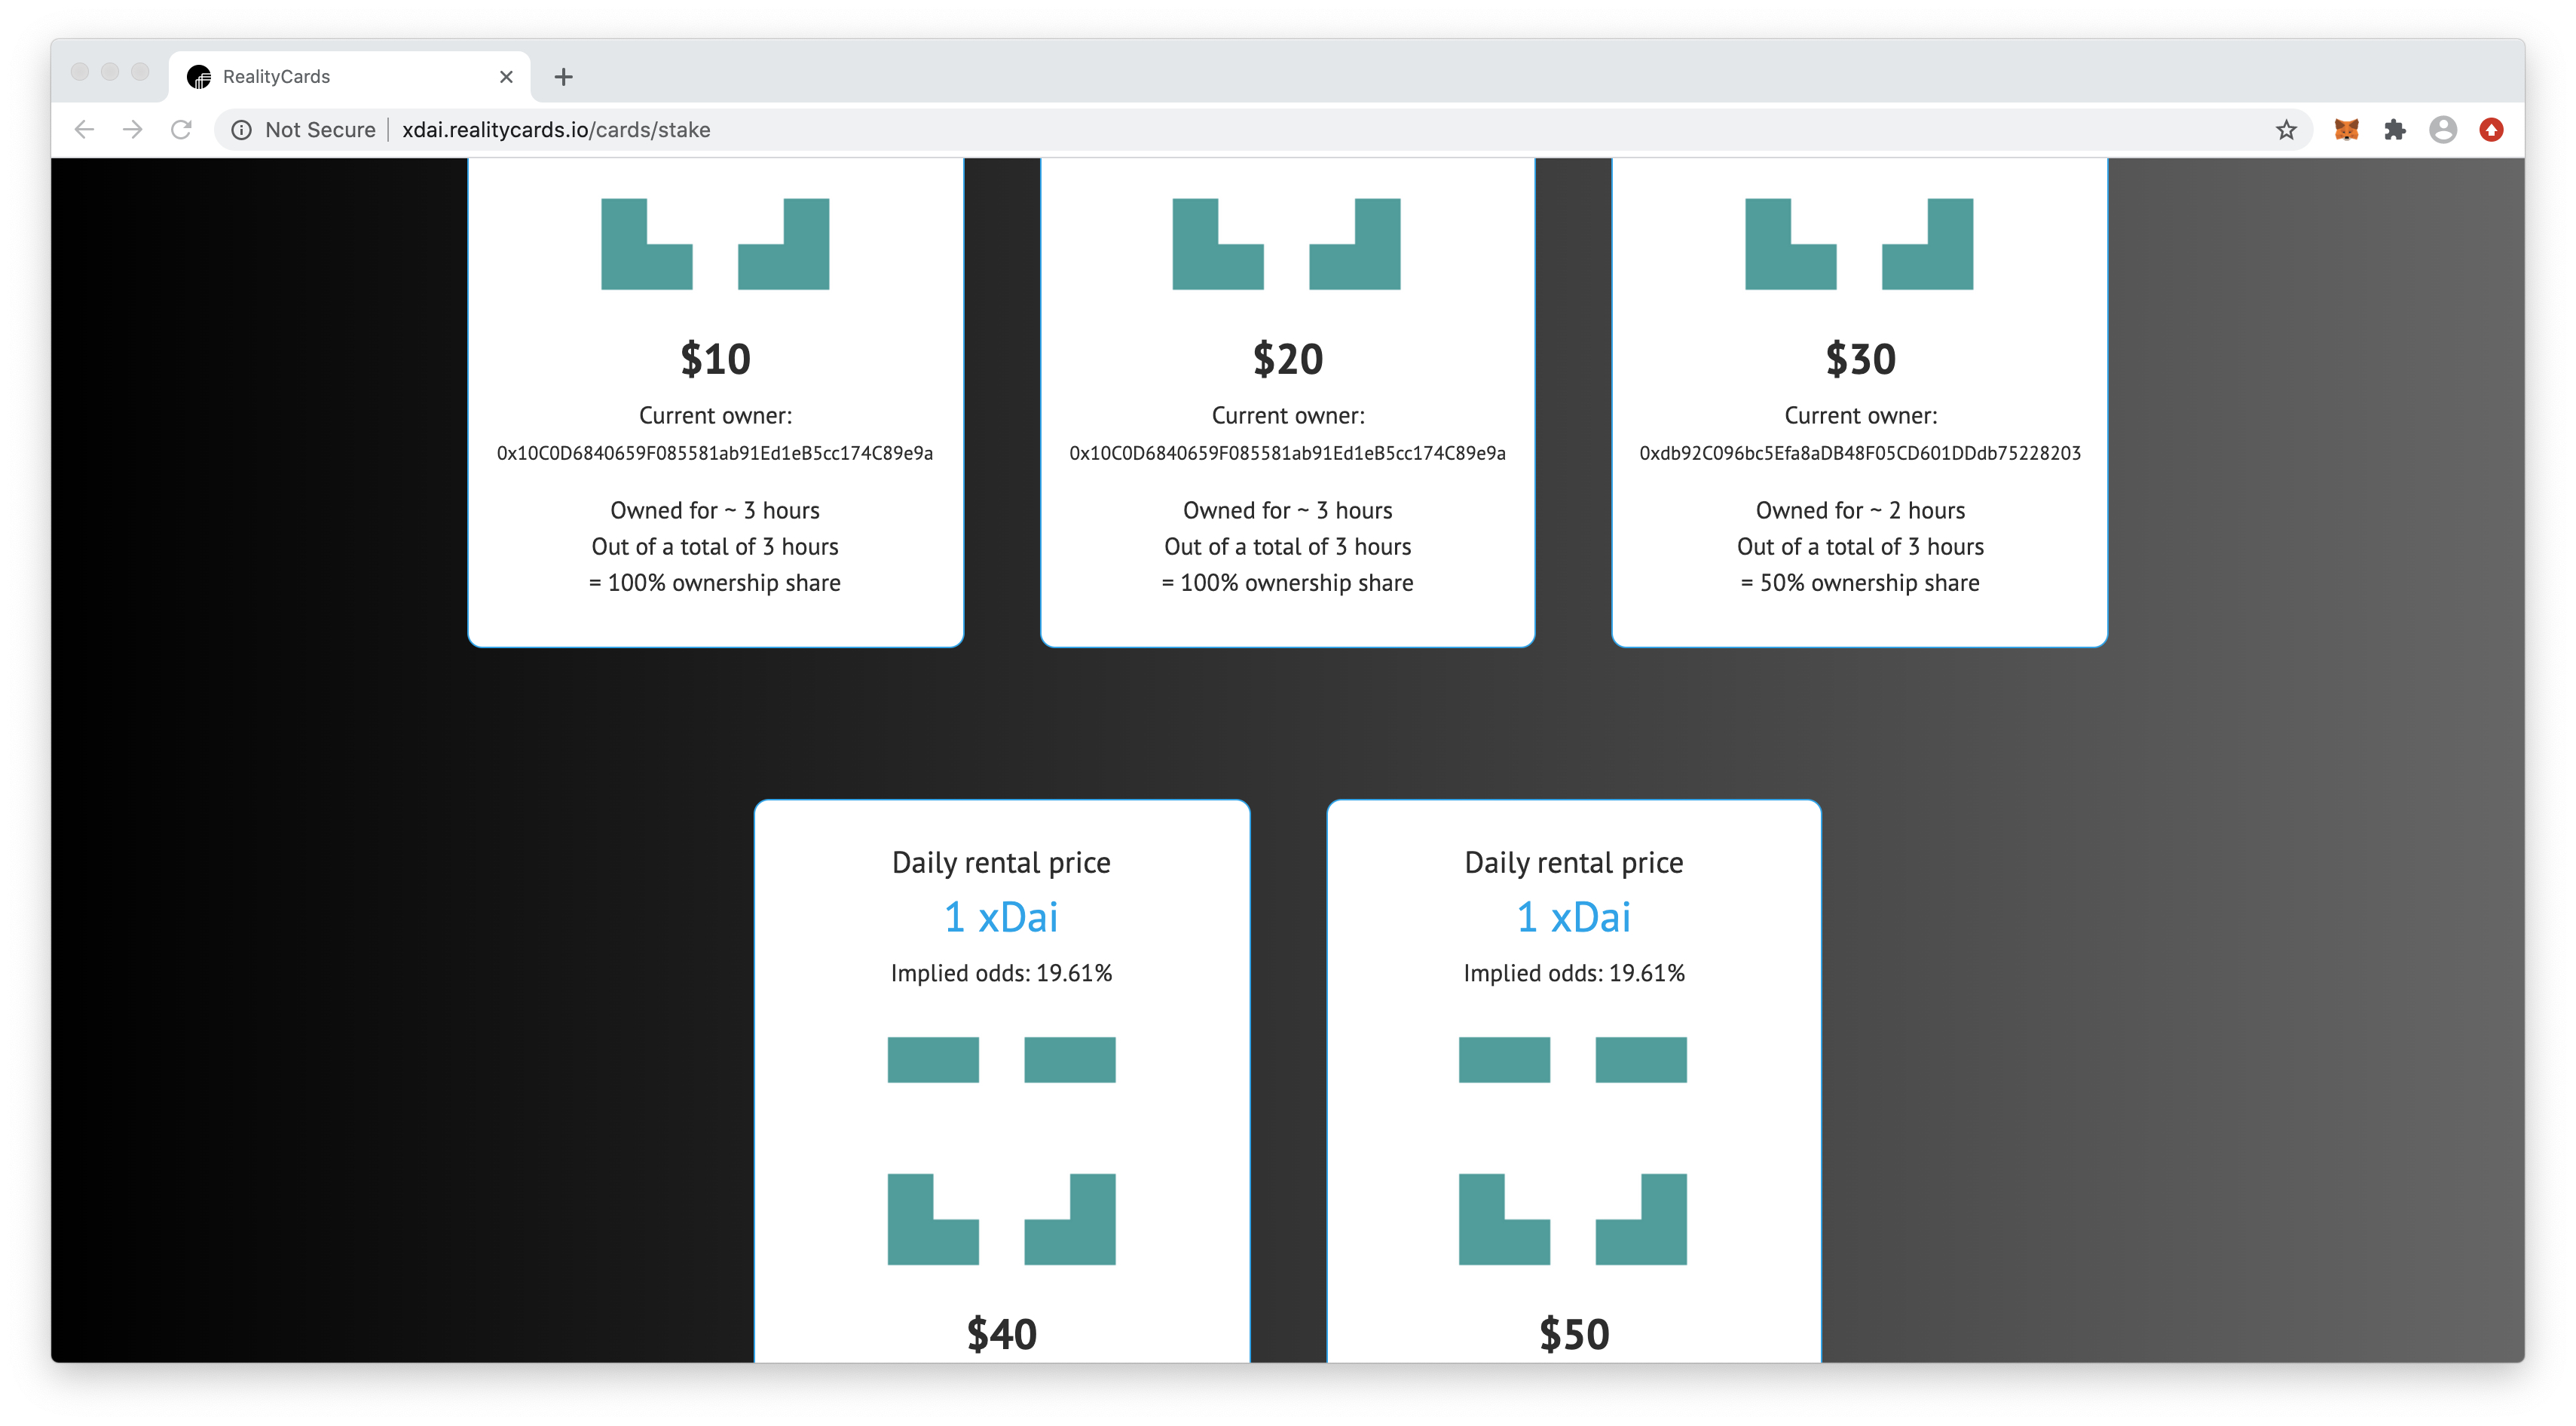 RealityCards
Not Secure xdai.realitycards.io/cards/stake
$10
Current owner:
0x10C0D6840659F085581ab91Ed1eB5cc174C89e9a
Owned for ~ 3 hours
Out of a total of 3 hours
= 100% ownership share
$20
Current owner:
0x10C0D6840659F085581ab91Ed1eB5cc174C89e9a
Owned for ~ 3 hours
Out of a total of 3 hours
= 100% ownership share
$30
Current owner:
0xdb92C096bc5Efa8aDB48F05CD601DDdb75228203
Owned for ~ 2 hours
Out of a total of 3 hours
= 50% ownership share
Daily rental price
1 xDai
Implied odds: 19.61%
$40
Daily rental price
1 xDai
Implied odds: 19.61%
$50